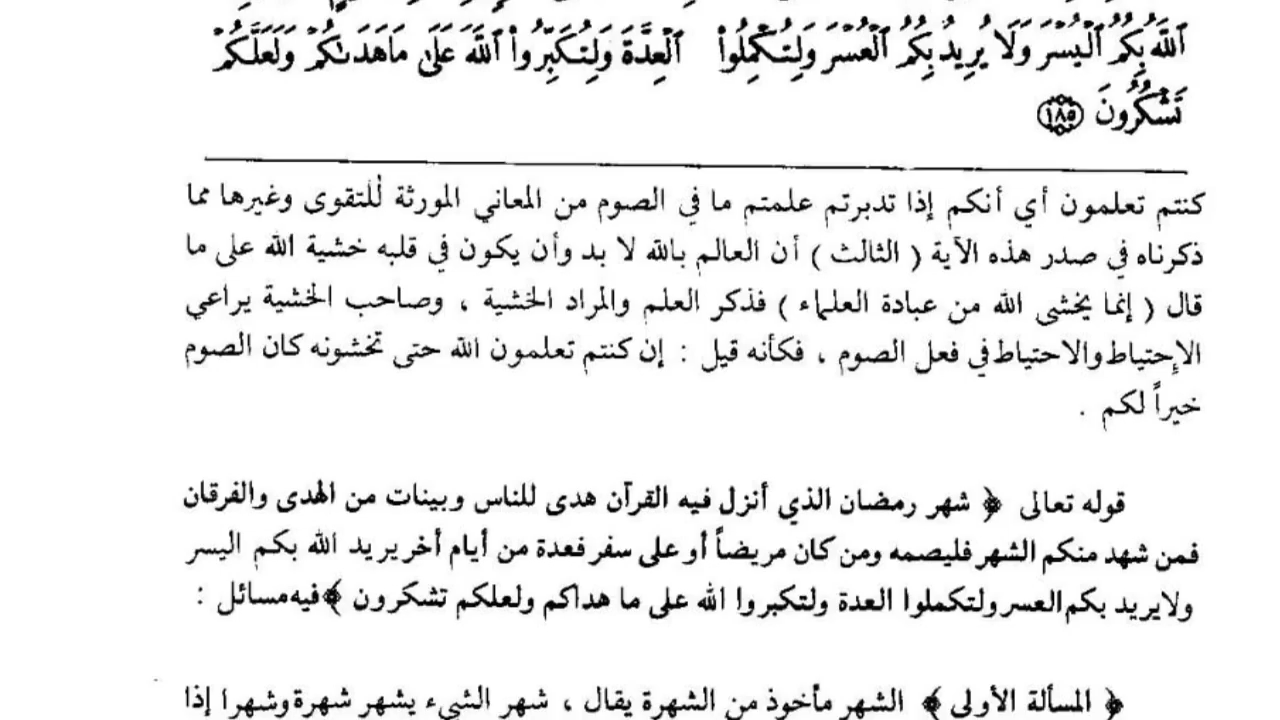 ٱللَّهُ بِكُمُ ٱلۡيُسۡرَ وَلَا يُرِيدُ بِكُمُ ٱلۡعُسۡرَ وَلِتُكۡمِلُواْ ٱلۡعِدَّةَ وَلِتُكَبِّرُواْ ٱللَّهَ عَلَىٰ مَا هَدَىٰكُمۡ وَلَعَلَّكُمۡ
تَشۡكُرُونَ ١٨٥
كنتم تعلمون أي أنكم إذا تدبرتم علمتم ما في الصوم من المعاني المورثة للتقوى وغيرها مما
ذكرناه في صدر هذه الآية ( الثالث ) أن العالم بالله لا بد وأن يكون في قلبه خشية الله على ما
قال ( إنما يخشى الله من عبادة العلماء ) فذكر العلم والمراد الخشية ، وصاحب الخشية يراعي
الإحتياط والاحتياط في فعل الصوم ، فكأنه قيل : إن كنتم تعلمون الله حتى تخشونه كان الصوم
خيراً لكم .
قوله تعالى ﴿ شهر رمضان الذي أنزل فيه القرآن هدى للناس وبينات من الهدى والفرقان
فمن شهد منكم الشهر فليصمه ومن كان مريضاً أو على سفر فعدة من أيام أخر يريد الله بكم اليسر
ولا يريد بكم العسر ولتكملوا العدة ولتكبروا الله على ما هداكم ولعلكم تشكرون ﴾ فيه مسائل :
﴿ المسألة الأولى ﴾ الشهر مأخوذ من الشهرة يقال ، شهر الشيء يشهر شهرة وشهرا إذا